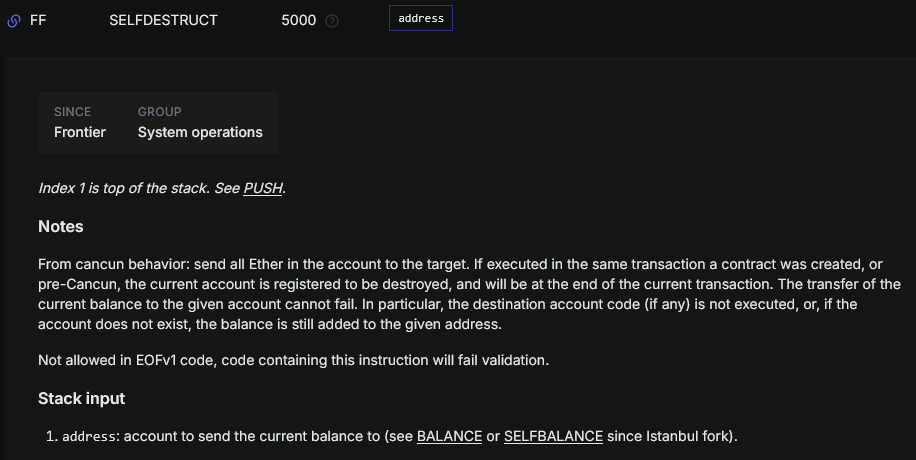 FF SELFDESTRUCT 5000 address
SINCE GROUP
Frontier System operations
Index 1 is top of the stack. See PUSH.
Notes
From cancun behavior: send all Ether in the account to the target. If executed in the same transaction a contract was created, or
pre-Cancun, the current account is registered to be destroyed, and will be at the end of the current transaction. The transfer of the
current balance to the given account cannot fail. In particular, the destination account code (if any) is not executed, or, if the
account does not exist, the balance is still added to the given address.
Not allowed in EOFv1 code, code containing this instruction will fail validation.
Stack input
1. address: account to send the current balance to (see BALANCE or SELFBALANCE since Istanbul fork).